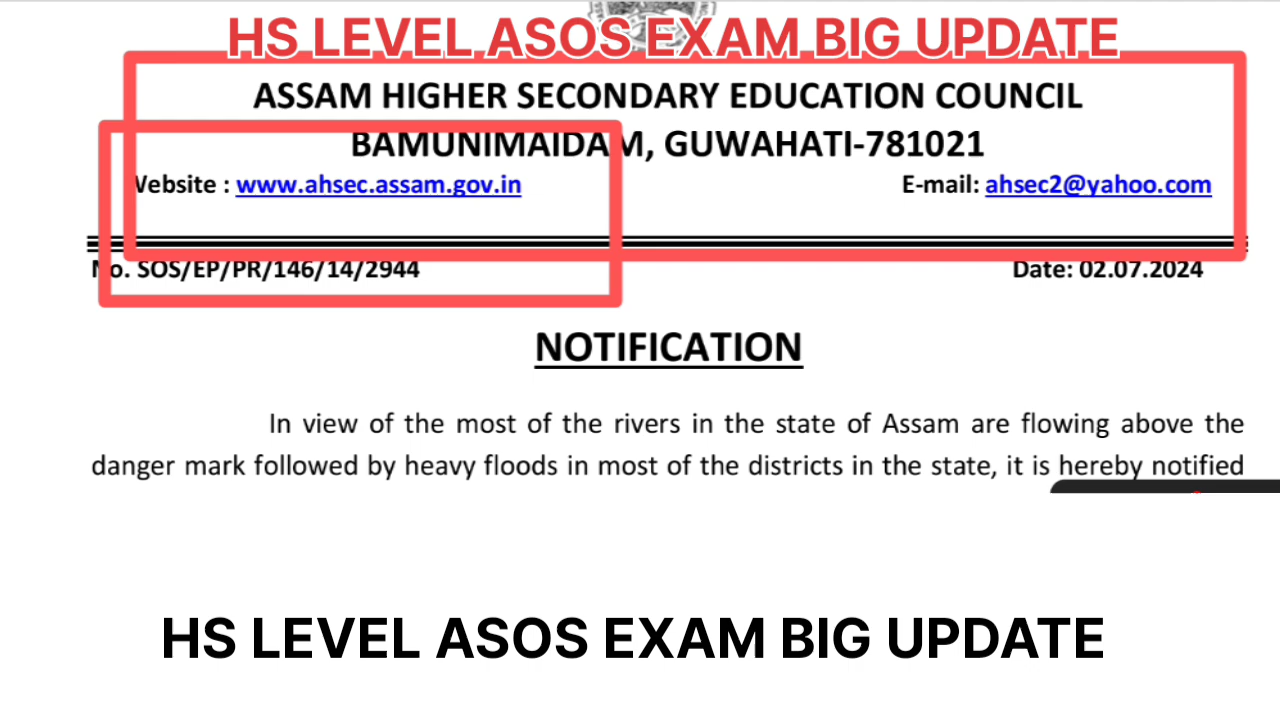 HS LEVEL ASOS EXAM BIG UPDATE
ASSAM HIGHER SECONDARY EDUCATION COUNCIL
BAMUNIMAIDAM, GUWAHATI-781021
Website : www.ahsec.assam.gov.in E-mail: ahsec2@yahoo.com
No. SOS/EP/PR/146/14/2944 Date: 02.07.2024
NOTIFICATION
In view of the most of the rivers in the state of Assam are flowing above the
danger mark followed by heavy floods in most of the districts in the state, it is hereby notified
HS LEVEL ASOS EXAM BIG UPDATE